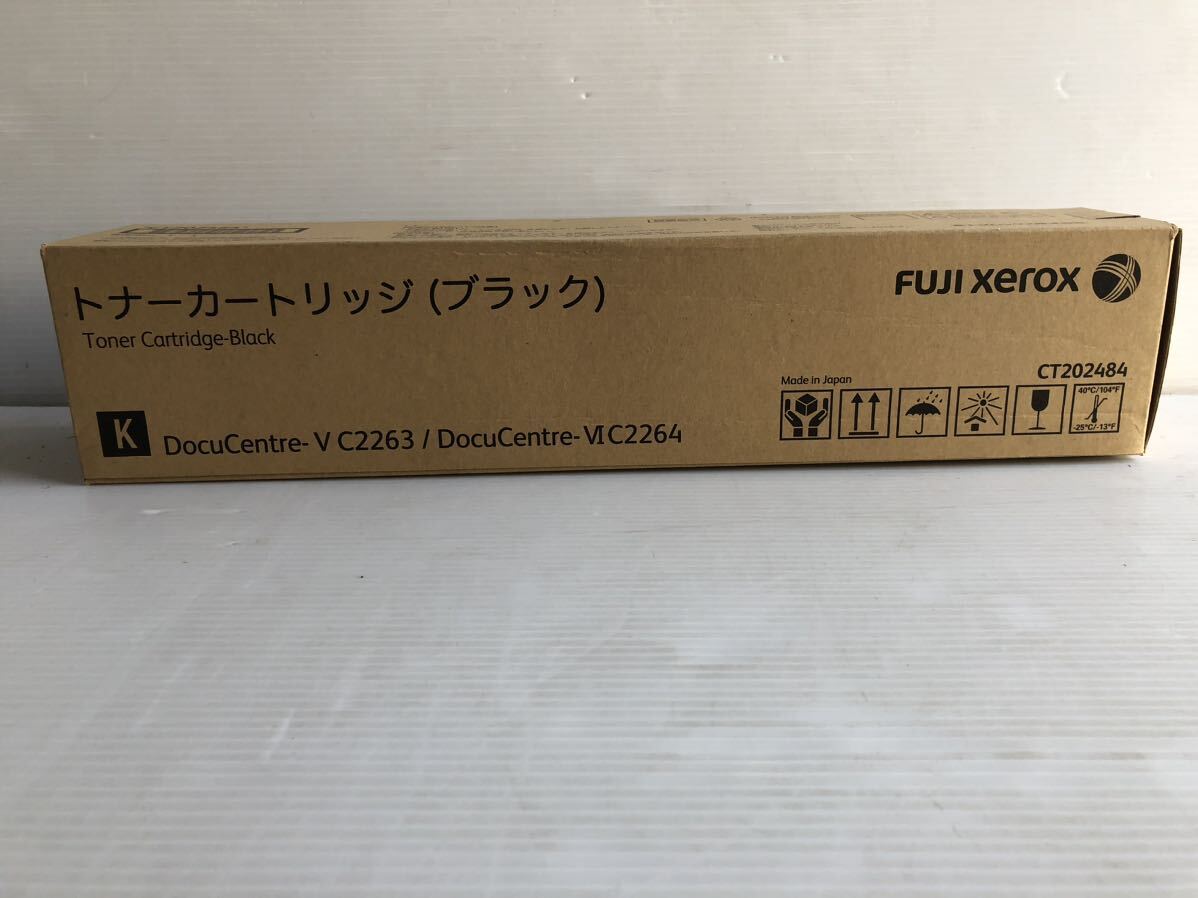 トナーカートリッジ (ブラック)
Toner Cartridge-Black
FUJI xerox
CT202484
Made in Japan
40°C/104°F
-25°C/-13°F
K
DocuCentre-V C2263 / DocuCentre-VI C2264